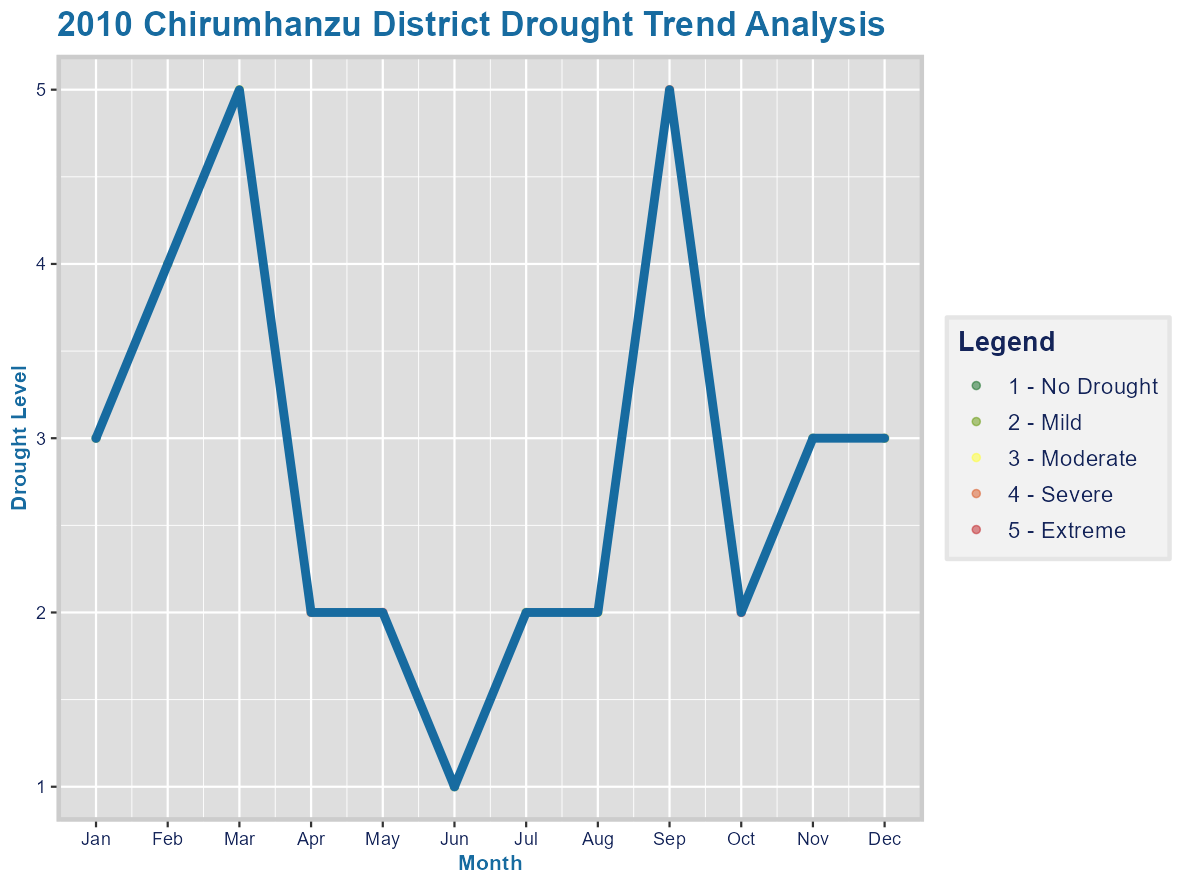 2010 Chirumhanzu District Drought Trend Analysis
Drought Level
5
4
3
2
1
Jan Feb Mar Apr May Jun Jul Aug Sep Oct Nov Dec
Month
Legend
1 - No Drought
2 - Mild
3 - Moderate
4 - Severe
5 - Extreme